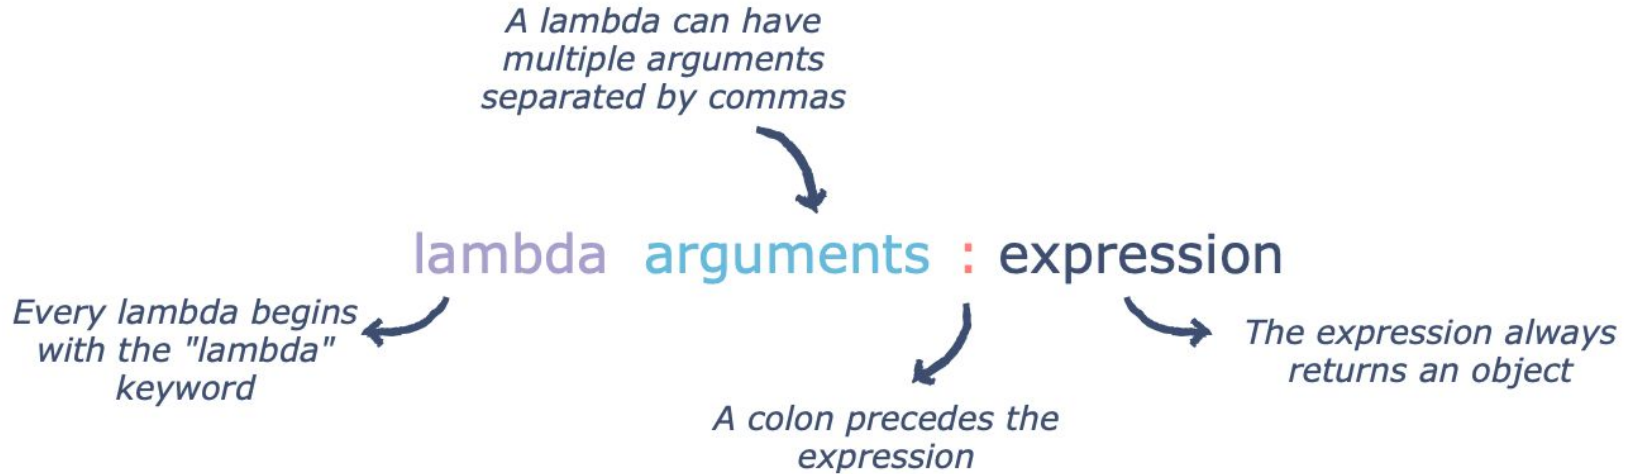 A lambda can have
multiple arguments
separated by commas
lambda arguments : expression
Every lambda begins
with the "lambda"
keyword
A colon precedes the
expression
The expression always
returns an object